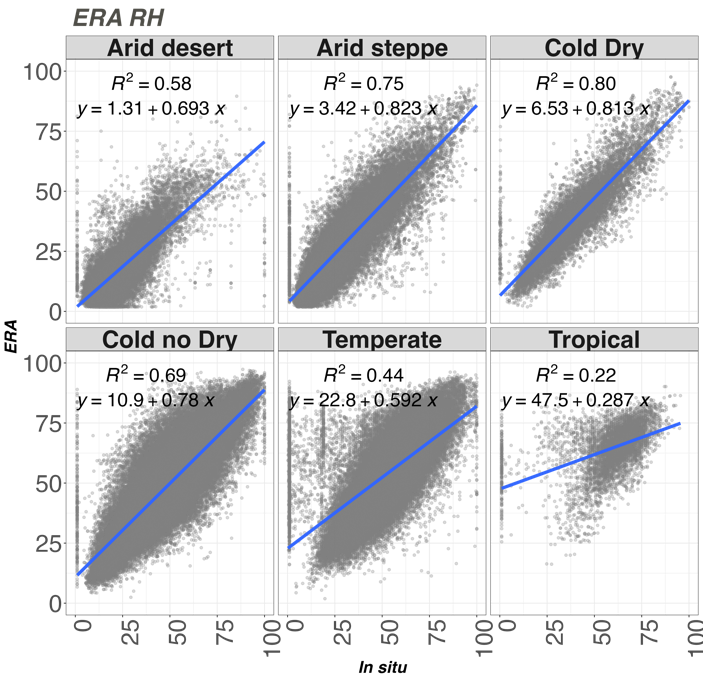 ERA RH
Arid desert
Arid steppe
Cold Dry
R² = 0.58
y = 1.31 + 0.693 x
R² = 0.75
y = 3.42 + 0.823 x
R² = 0.80
y = 6.53 + 0.813 x
100
75
50
25
0
Cold no Dry
Temperate
Tropical
R² = 0.69
y = 10.9 + 0.78 x
R² = 0.44
y = 22.8 + 0.592 x
R² = 0.22
y = 47.5 + 0.287 x
100
75
50
25
0
ERA
0 25 50 75 100
0 25 50 75 100
0 25 50 75 100
In situ